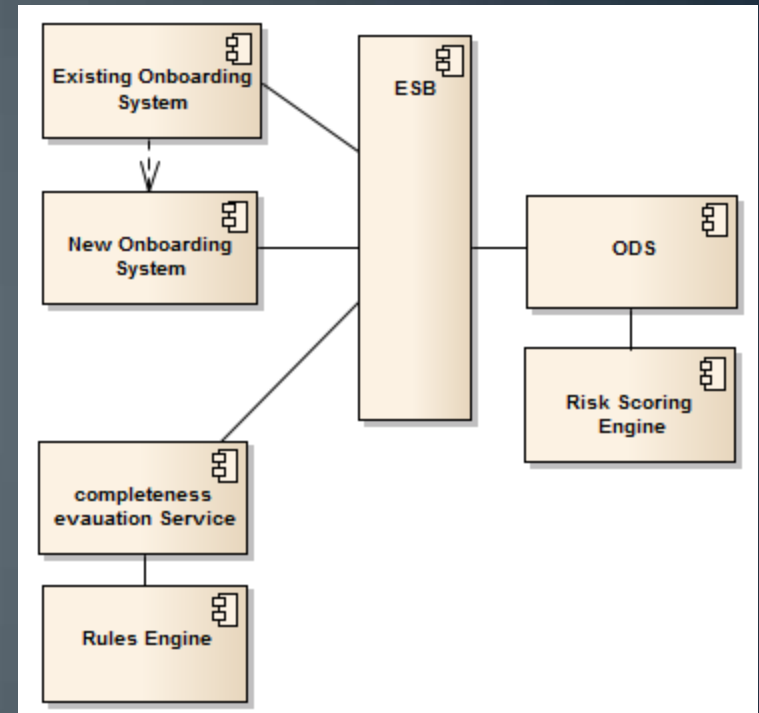 Existing Onboarding
System
ESB
New Onboarding
System
ODS
Risk Scoring
Engine
completeness
evauation Service
Rules Engine